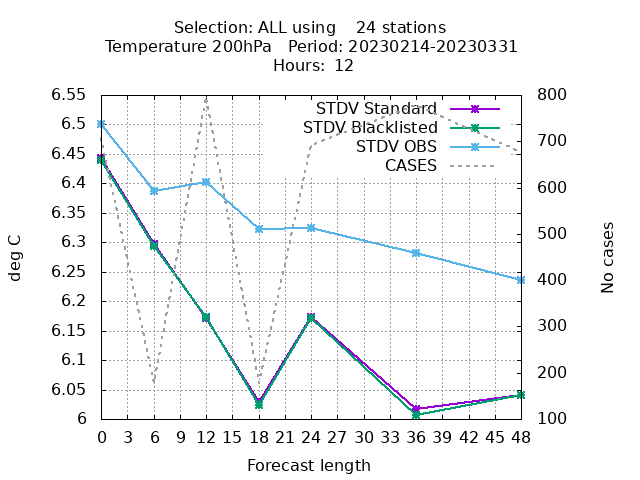 Selection: ALL using    24 stations
Temperature 200hPa   Period: 20230214-20230331
Hours:  12
6.55
6.5
6.45
6.4
6.35
6.3
6.25
6.2
6.15
6.1
6.05
6
deg C
STDV Standard
STDV Blacklisted
STDV OBS
CASES
800
700
600
500
400
300
200
100
No cases
0 3 6 9 12 15 18 21 24 27 30 33 36 39 42 45 48
Forecast length